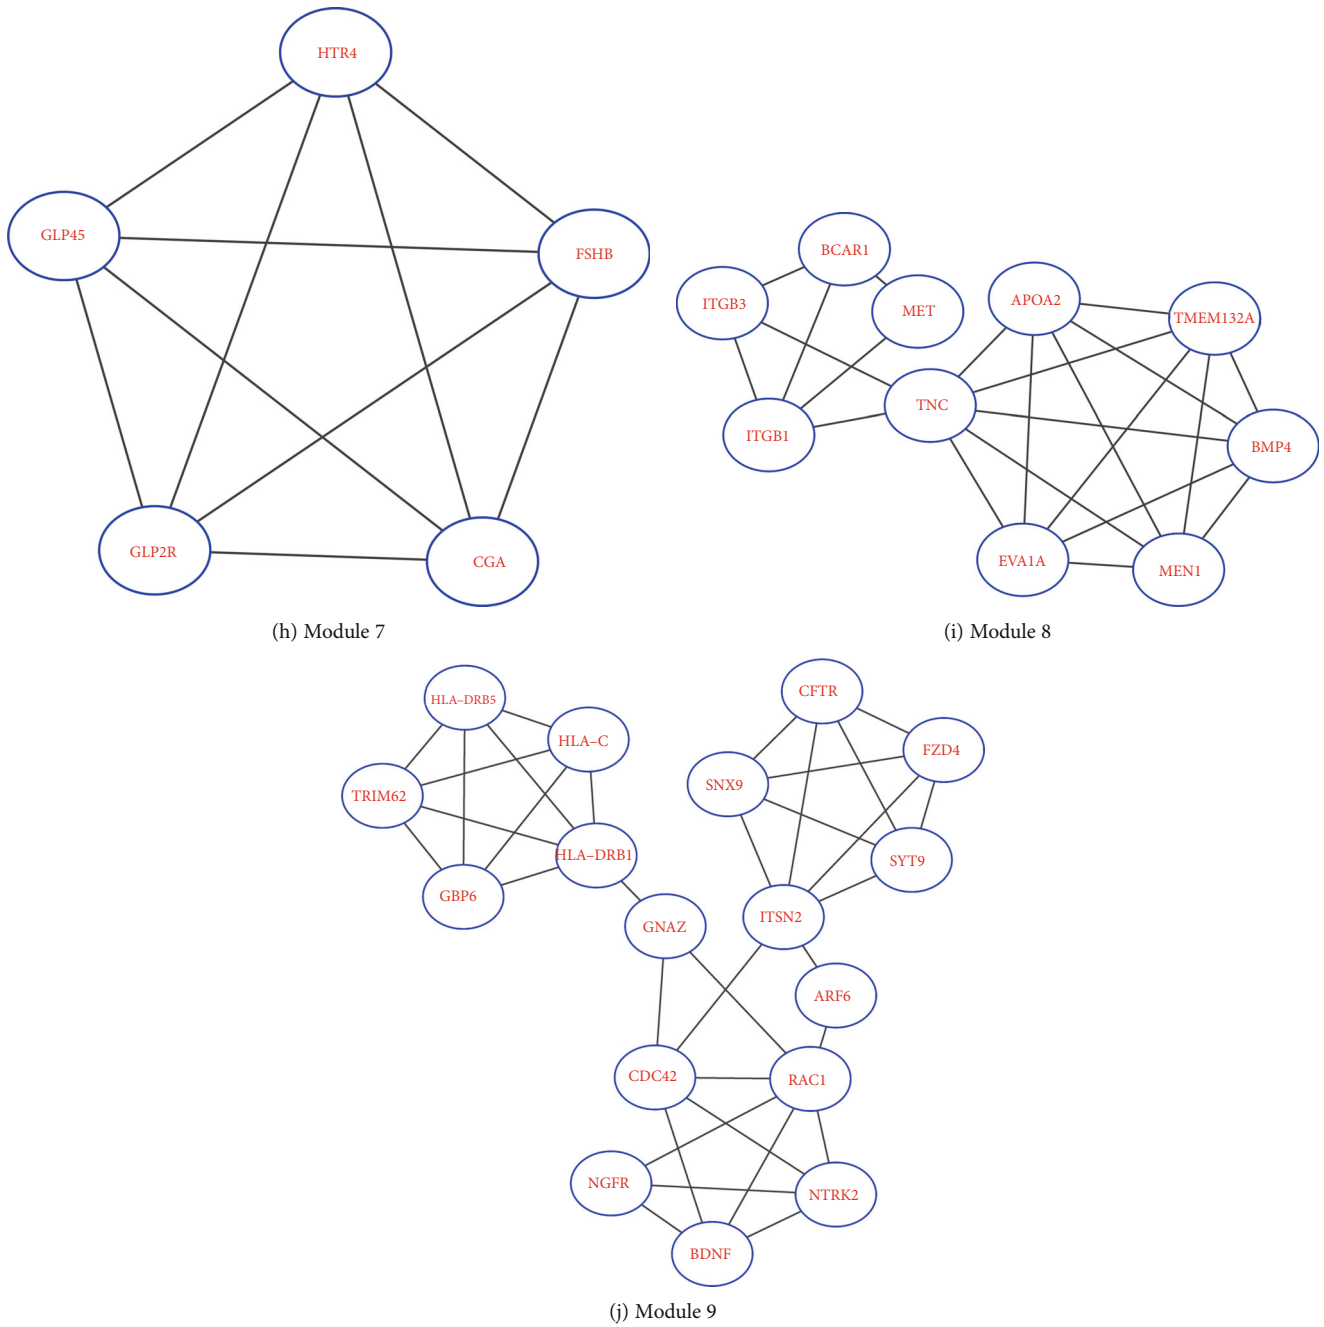 HTR4
GLP45
FSHB
GLP2R
CGA
(h) Module 7
BCAR1
ITGB3
MET
APOA2
TMEM132A
TNC
ITGB1
BMP4
EVA1A
MEN1
(i) Module 8
HLA–DRB5
HLA–C
TRIM62
HLA–DRB1
GBP6
GNAZ
CFTR
FZD4
SNX9
SYT9
ITSN2
ARF6
CDC42
RAC1
NGFR
NTRK2
BDNF
(j) Module 9